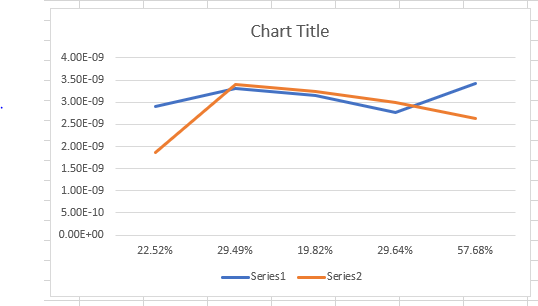 Chart Title
4.00E-09
3.50E-09
3.00E-09
2.50E-09
2.00E-09
1.50E-09
1.00E-09
5.00E-10
0.00E+00
22.52% 29.49% 19.82% 29.64% 57.68%
Series1 Series2